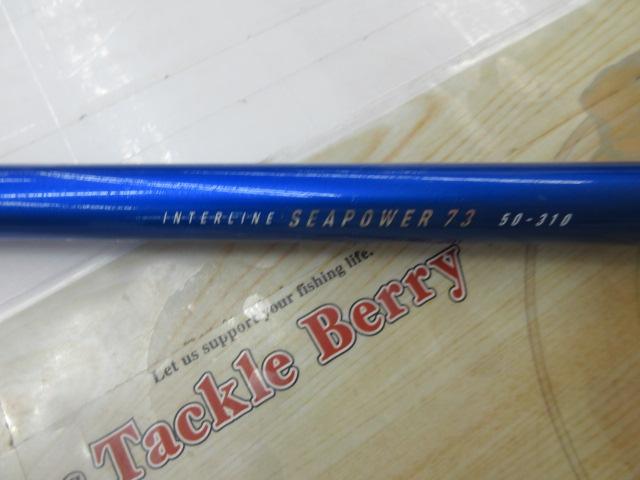 INTERLINE SEAPOWER 73 50-310
Let us support your fishing life.
Tackle Berry